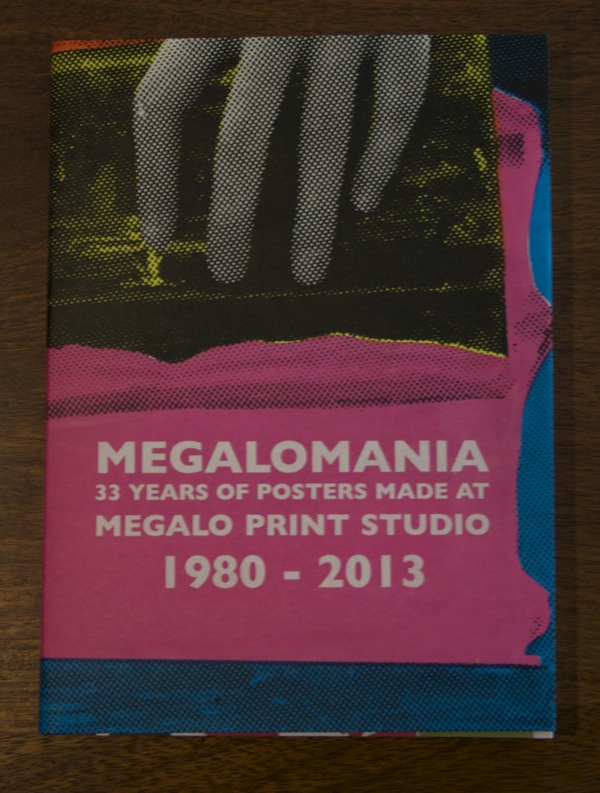 MEGALOMANIA
33 YEARS OF POSTERS MADE AT
MEGALO PRINT STUDIO
1980 - 2013